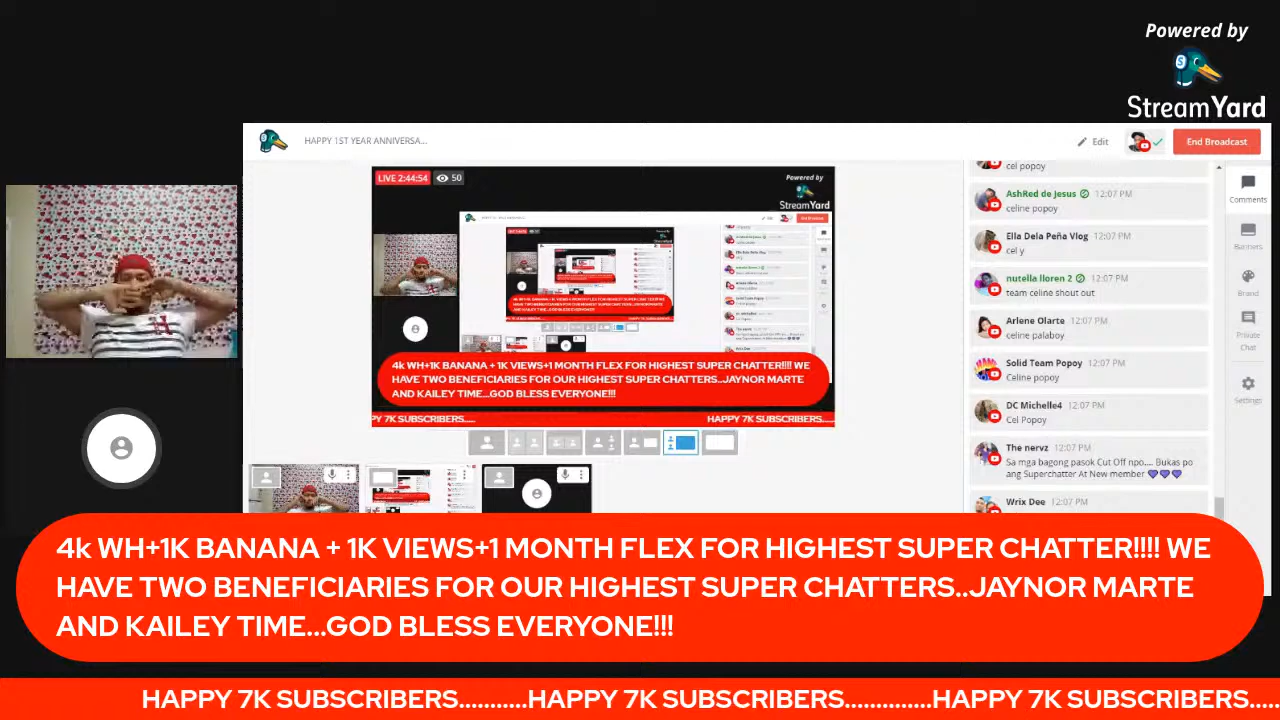 Powered by
StreamYard
HAPPY 1ST YEAR ANNIVERSA...
Edit
End Broadcast
LIVE 2:44:54
50
Powered by
StreamYard
4k WH+1K BANANA + 1K VIEWS+1 MONTH FLEX FOR HIGHEST SUPER CHATTER!!!! WE
HAVE TWO BENEFICIARIES FOR OUR HIGHEST SUPER CHATTERS..JAYNOR MARTE
AND KAILEY TIME...GOD BLESS EVERYONE!!!
PY 7K SUBSCRIBERS.....
HAPPY 7K SUBSCRIBERS....
cel popoy
AshRed de Jesus 12:07 PM
celine popoy
Ella Dela Peña Vlog 12:07 PM
cel y
nutella lloren 2 12:07 PM
team celine shout out
Arlene Olarte 12:07 PM
celine palaboy
Solid Team Popoy 12:07 PM
Celine popoy
DC Michelle4 12:07 PM
Cel Popoy
The nervz 12:07 PM
Sa mga bagong pasok Cut Off npo.... Bukas po
ang Superchatter At New member 💜💜💜
Wrix Dee 12:07 PM
Comments
Banners
Brand
Private
Chat
Settings
4k WH+1K BANANA + 1K VIEWS+1 MONTH FLEX FOR HIGHEST SUPER CHATTER!!!! WE
HAVE TWO BENEFICIARIES FOR OUR HIGHEST SUPER CHATTERS..JAYNOR MARTE
AND KAILEY TIME...GOD BLESS EVERYONE!!!
HAPPY 7K SUBSCRIBERS...........HAPPY 7K SUBSCRIBERS..............HAPPY 7K SUBSCRIBERS.....